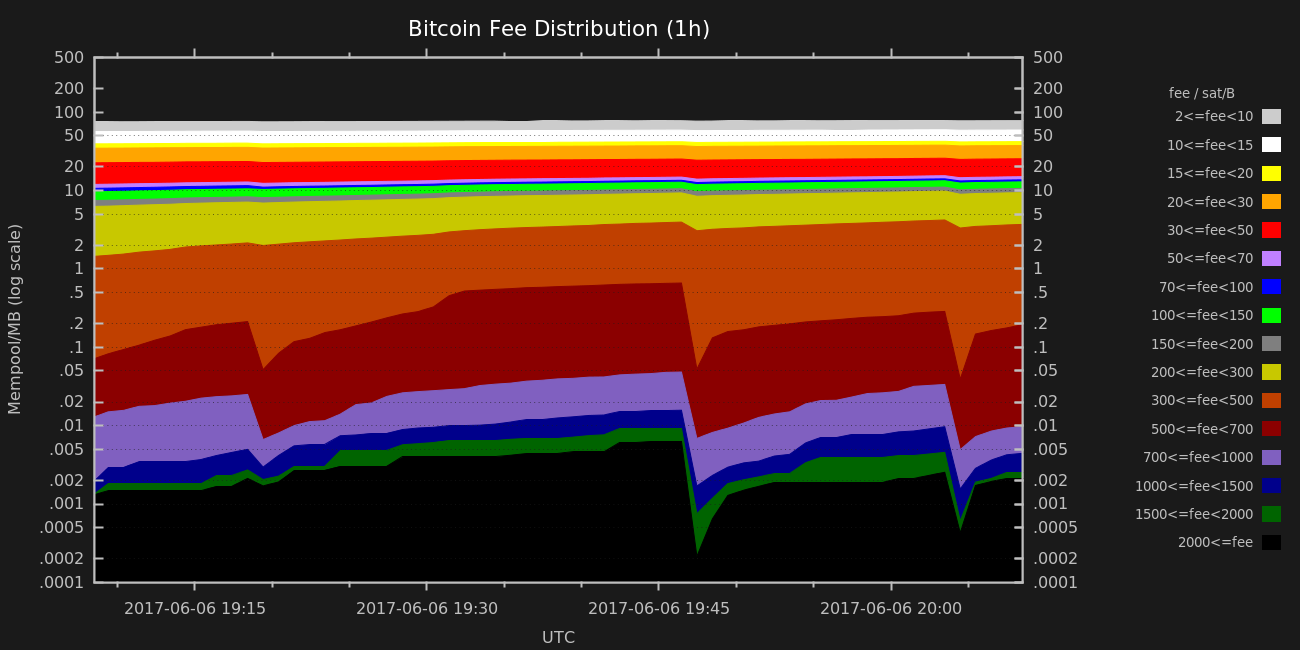 Bitcoin Fee Distribution (1h)
500
200
100
50
20
10
5
2
1
.5
.2
.1
.05
.02
.01
.005
.002
.001
.0005
.0002
.0001
Mempool/MB (log scale)
500
200
100
50
20
10
5
2
1
.5
.2
.1
.05
.02
.01
.005
.002
.001
.0005
.0002
.0001
fee / sat/B
2<=fee<10
10<=fee<15
15<=fee<20
20<=fee<30
30<=fee<50
50<=fee<70
70<=fee<100
100<=fee<150
150<=fee<200
200<=fee<300
300<=fee<500
500<=fee<700
700<=fee<1000
1000<=fee<1500
1500<=fee<2000
2000<=fee
2017-06-06 19:15 2017-06-06 19:30 2017-06-06 19:45 2017-06-06 20:00
UTC